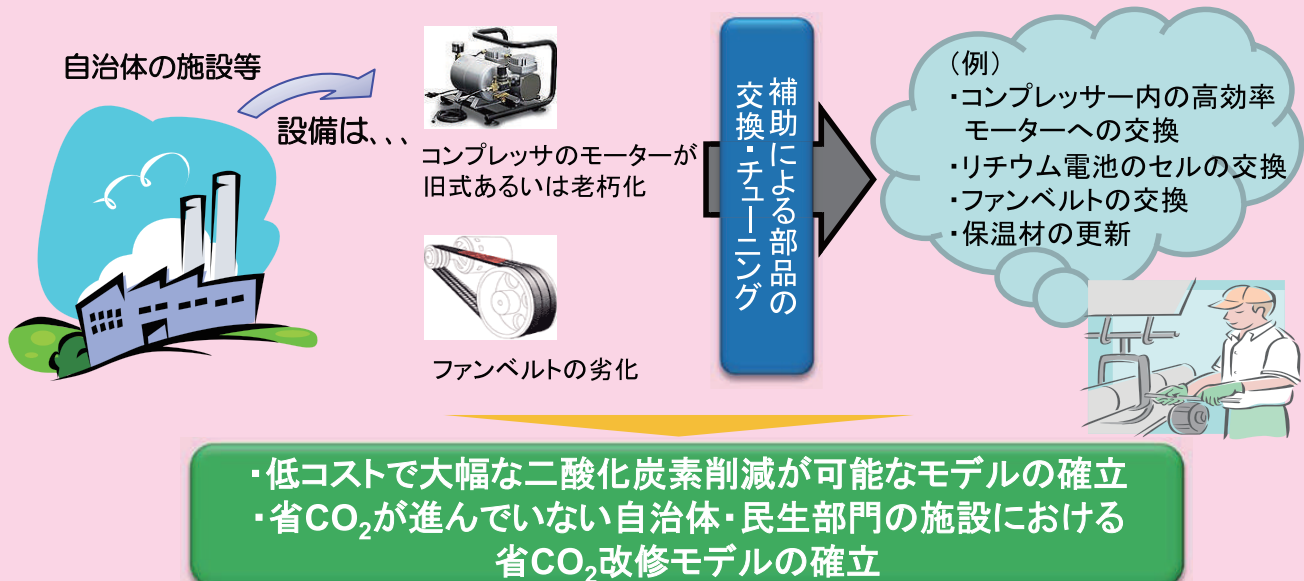 自治体の施設等
設備は、、、
コンプレッサのモーターが
旧式あるいは老朽化
ファンベルトの劣化
補助による部品の
交換・チューニング
（例）
・コンプレッサー内の高効率
モーターへの交換
・リチウム電池のセルの交換
・ファンベルトの交換
・保温材の更新
・低コストで大幅な二酸化炭素削減が可能なモデルの確立
・省CO₂が進んでいない自治体・民生部門の施設における
省CO₂改修モデルの確立